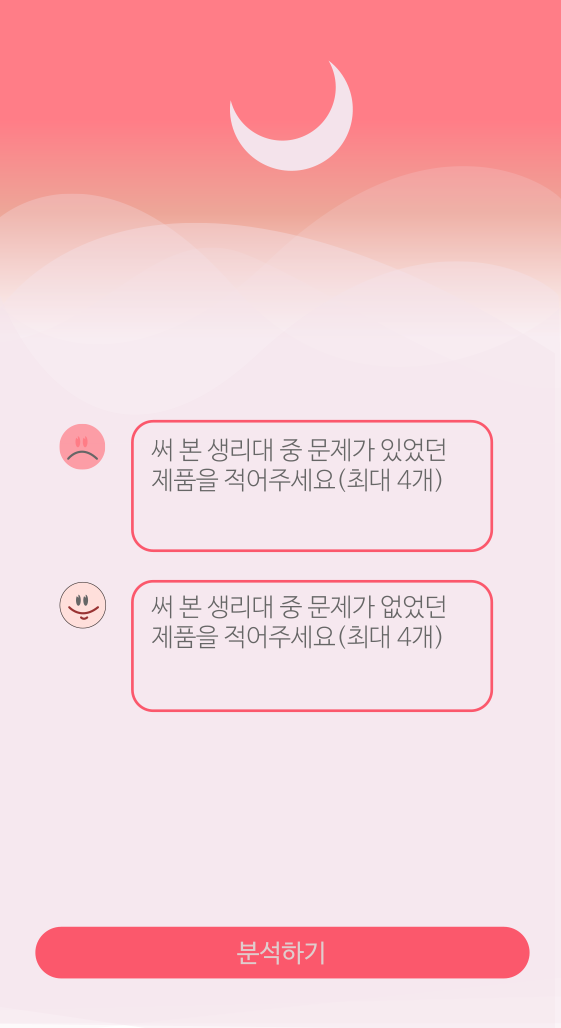 써 본 생리대 중 문제가 있었던
제품을 적어주세요(최대 4개)
써 본 생리대 중 문제가 없었던
제품을 적어주세요(최대 4개)
분석하기